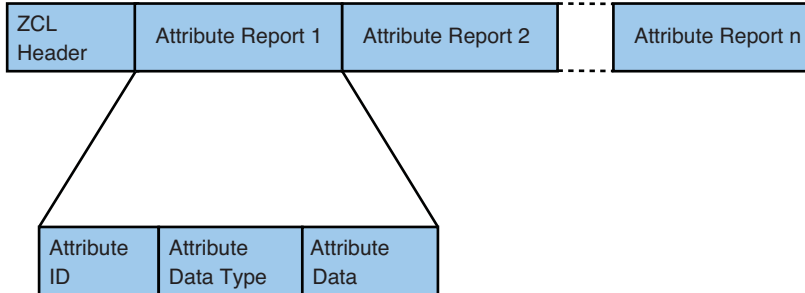 ZCL
Header
Attribute Report 1
Attribute Report 2
Attribute Report n
Attribute
ID
Attribute
Data Type
Attribute
Data